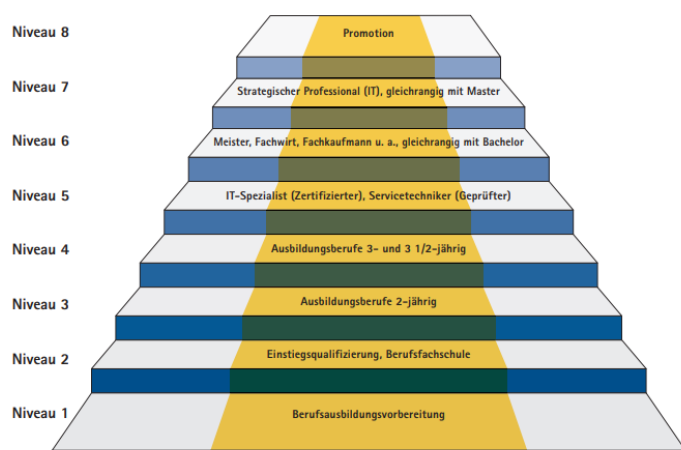 Niveau 8
Promotion
Niveau 7
Strategischer Professional (IT), gleichrangig mit Master
Niveau 6
Meister, Fachwirt, Fachkaufmann u. a., gleichrangig mit Bachelor
Niveau 5
IT-Spezialist (Zertifizierter), Servicetechniker (Geprüfter)
Niveau 4
Ausbildungsberufe 3- und 3 1/2-jährig
Niveau 3
Ausbildungsberufe 2-jährig
Niveau 2
Einstiegsqualifizierung, Berufsfachschule
Niveau 1
Berufsausbildungsvorbereitung